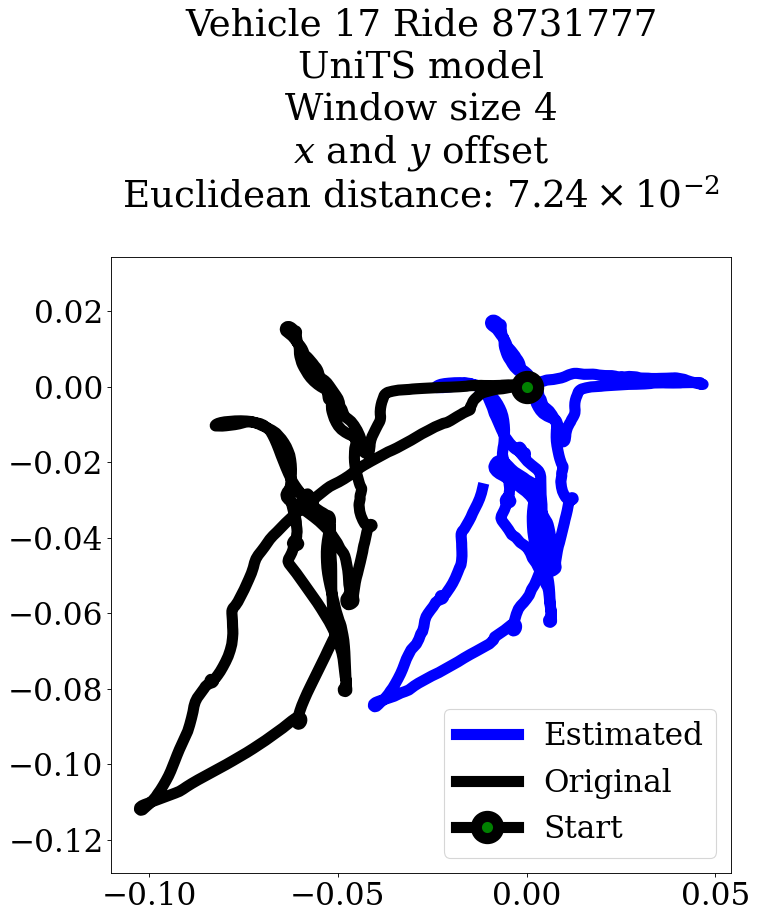 Vehicle 17 Ride 8731777
UniTS model
Window size 4
x and y offset
Euclidean distance: 7.24 × 10⁻²
0.02
0.00
−0.02
−0.04
−0.06
−0.08
−0.10
−0.12
Estimated
Original
Start
−0.10
−0.05
0.00
0.05